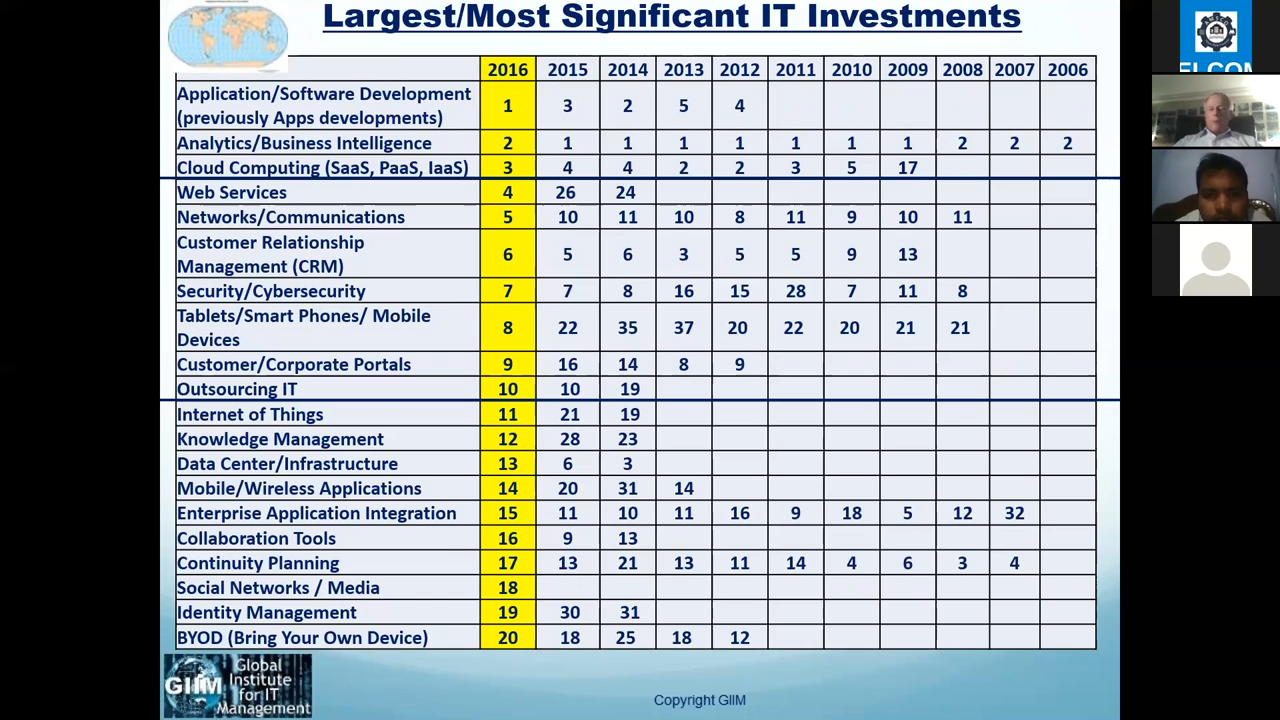 Largest/Most Significant IT Investments
2016 2015 2014 2013 2012 2011 2010 2009 2008 2007 2006
Application/Software Development
(previously Apps developments) 1 3 2 5 4
Analytics/Business Intelligence 2 1 1 1 1 1 1 1 2 2 2
Cloud Computing (SaaS, PaaS, IaaS) 3 4 4 2 2 3 5 17
Web Services 4 26 24
Networks/Communications 5 10 11 10 8 11 9 10 11
Customer Relationship
Management (CRM) 6 5 6 3 5 5 9 13
Security/Cybersecurity 7 7 8 16 15 28 7 11 8
Tablets/Smart Phones/ Mobile
Devices 8 22 35 37 20 22 20 21 21
Customer/Corporate Portals 9 16 14 8 9
Outsourcing IT 10 10 19
Internet of Things 11 21 19
Knowledge Management 12 28 23
Data Center/Infrastructure 13 6 3
Mobile/Wireless Applications 14 20 31 14
Enterprise Application Integration 15 11 10 11 16 9 18 5 12 32
Collaboration Tools 16 9 13
Continuity Planning 17 13 21 13 11 14 4 6 3 4
Social Networks / Media 18
Identity Management 19 30 31
BYOD (Bring Your Own Device) 20 18 25 18 12
GIIM
Global
Institute
for IT
Management
Copyright GIIM